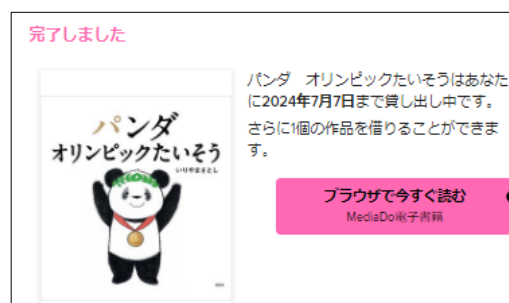 完了しました
パンダ
オリンピックたいそう
いりやまさとし
パンダ　オリンピックたいそうはあなた
に2024年7月7日まで貸し出し中です。
さらに1個の作品を借りることができま
す。
ブラウザで今すぐ読む
MediaDo電子書籍